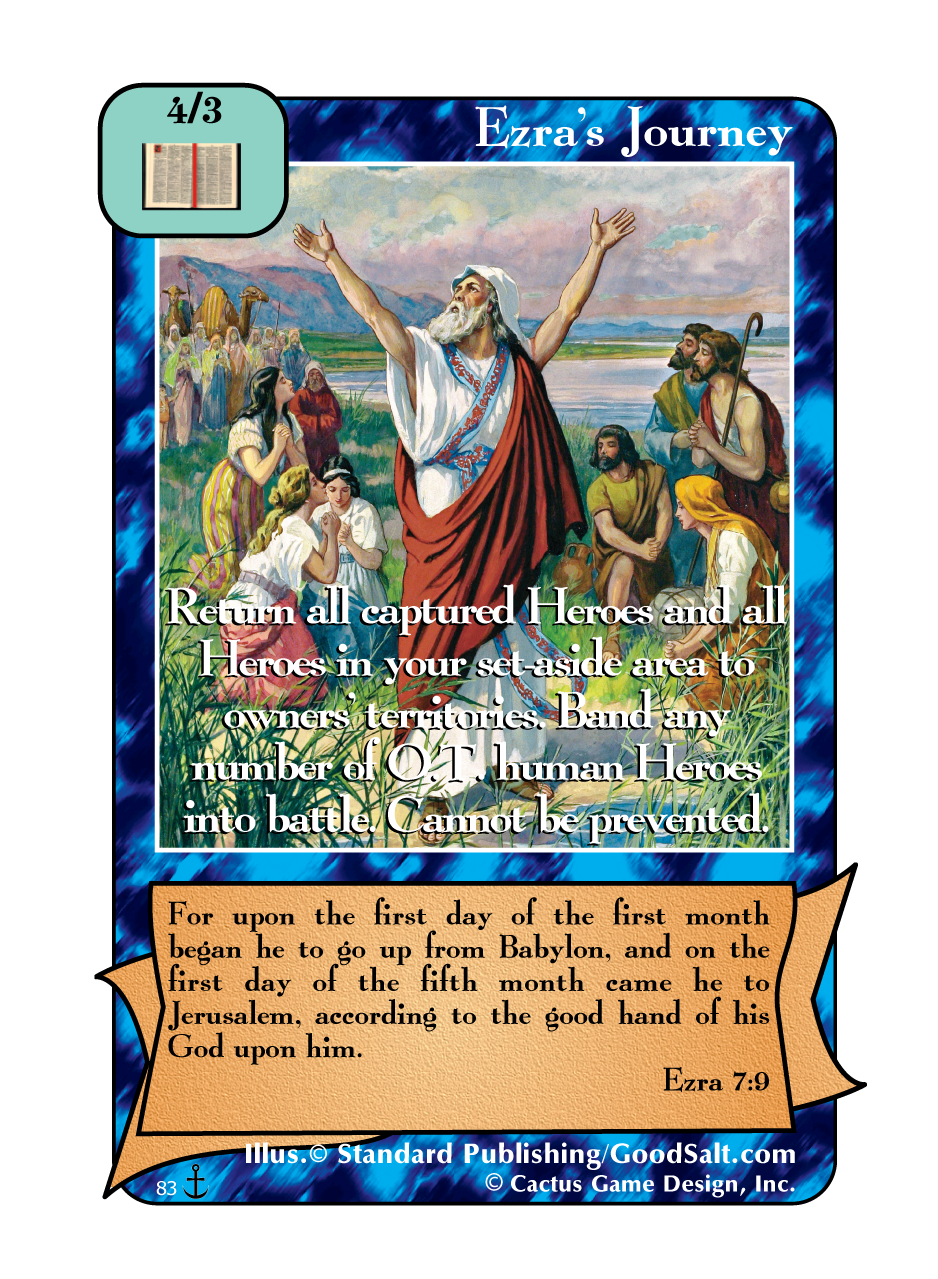 4/3
Ezra's Journey
Return all captured Heroes and all
Heroes in your set-aside area to
owners' territories. Band any
number of O.T. human Heroes
into battle. Cannot be prevented.
For upon the first day of the first month
began he to go up from Babylon, and on the
first day of the fifth month came he to
Jerusalem, according to the good hand of his
God upon him.
Ezra 7:9
Illus.© Standard Publishing/GoodSalt.com
83
© Cactus Game Design, Inc.